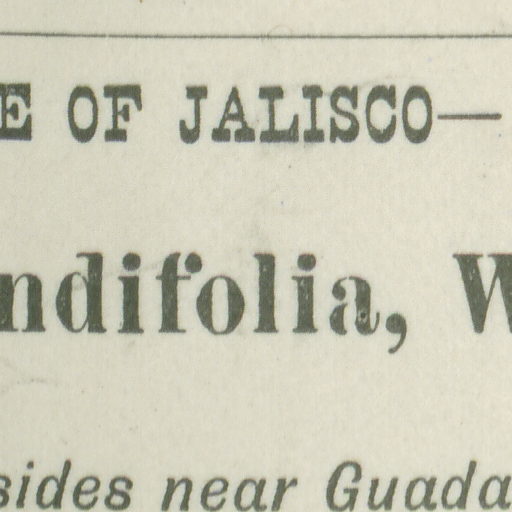 E OF JALISCO—
ndifolia, W
sides near Guada